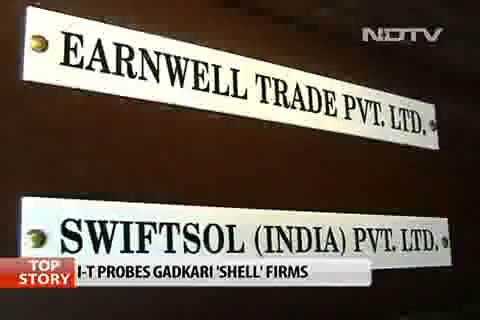 NDTV
EARNWELL TRADE PVT. LTD.
SWIFTSOL (INDIA) PVT. LTD.
TOP
STORY
I-T PROBES GADKARI 'SHELL' FIRMS